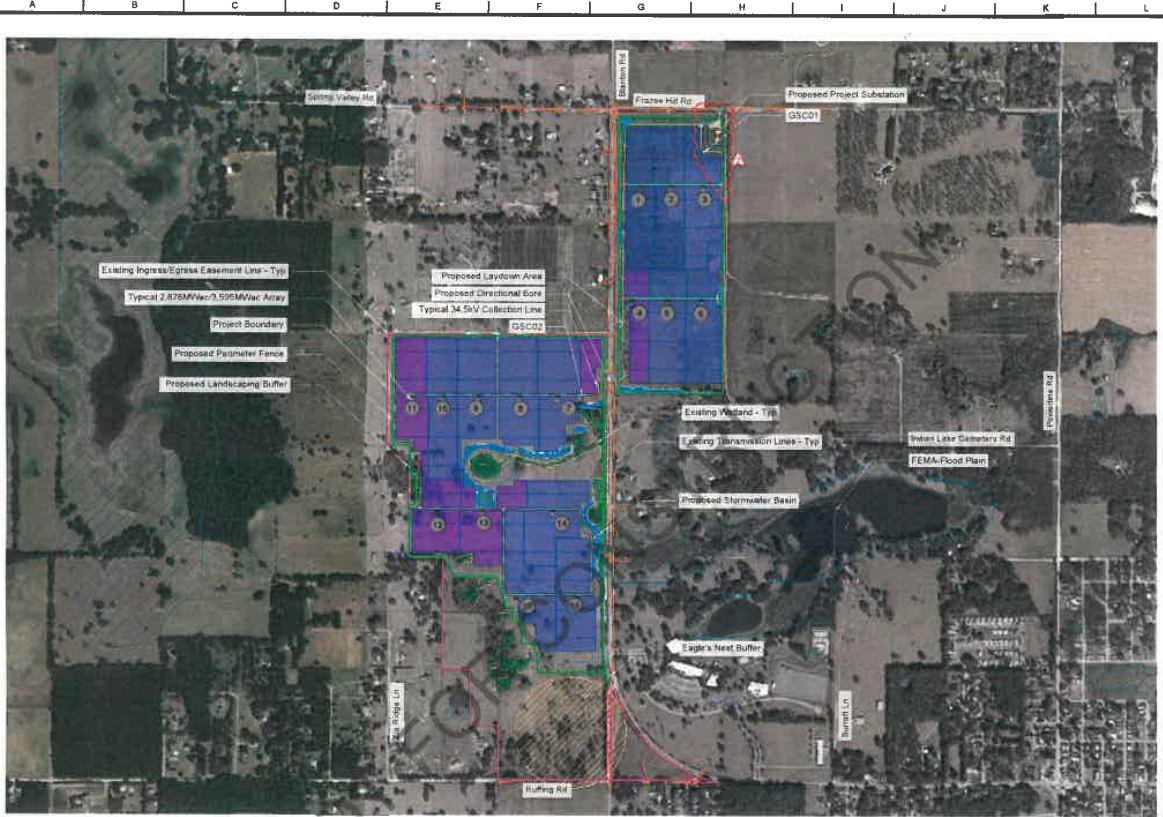 A B C D E F G H I J K L
Blanton Rd
Spring Valley Rd
Frazee Hill Rd
Proposed Project Substation
GSC01
1 2 3
Existing Ingress/Egress Easement Line - Typ
Proposed Laydown Area
Typical 2.876MWac/3.595MWac Array
Proposed Directional Bore
Typical 34.5kV Collection Line
4 5 6
Project Boundary
GSC02
Proposed Perimeter Fence
Proposed Landscaping Buffer
Powerline Rd
11 10 9 8 7
Existing Wetland - Typ
Existing Transmission Lines - Typ
Indian Lake Cemetery Rd
FEMA-Flood Plain
Proposed Stormwater Basin
12 13 14
Eagle's Nest Buffer
Burrell Ln
Ruffing Rd